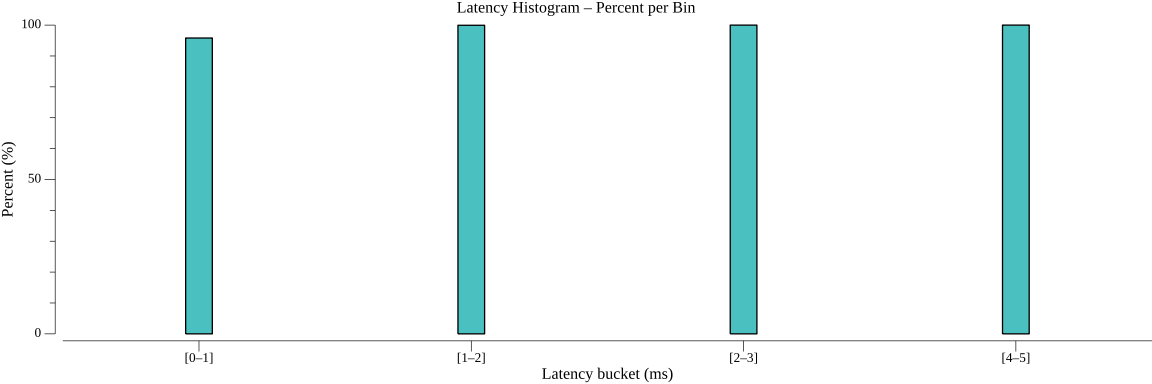 Latency Histogram – Percent per Bin
100
50
0
Percent (%)
[0–1]
[1–2]
[2–3]
[4–5]
Latency bucket (ms)